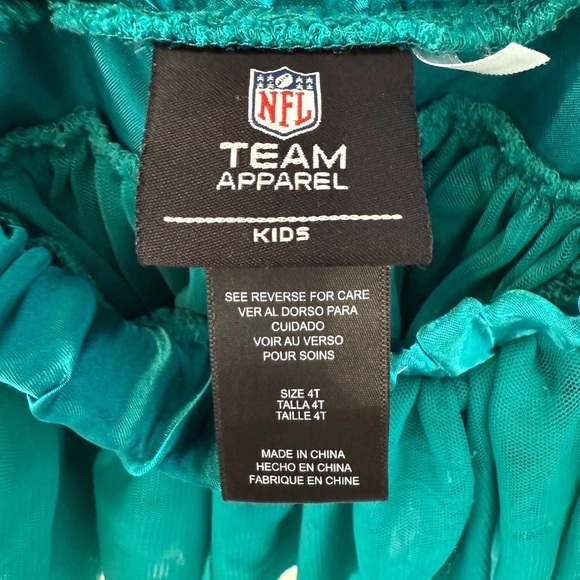 NFL
TEAM
APPAREL
KIDS
SEE REVERSE FOR CARE
VER AL DORSO PARA
CUIDADO
VOIR AU VERSO
POUR SOINS
SIZE 4T
TALLA 4T
TAILLE 4T
MADE IN CHINA
HECHO EN CHINA
FABRIQUE EN CHINE